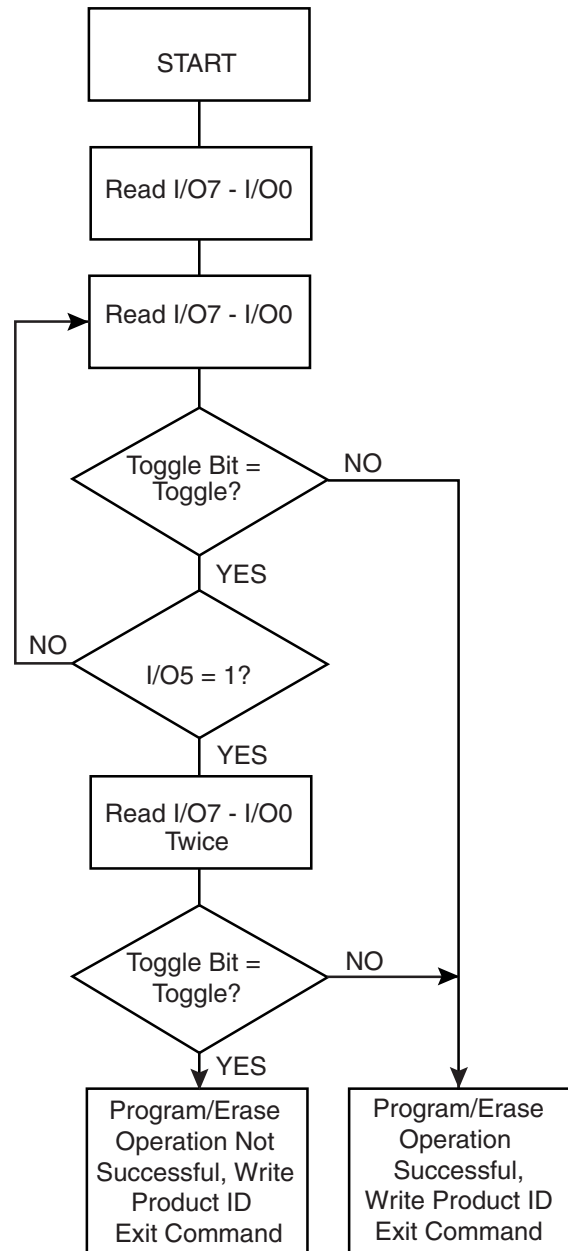 START
Read I/O7 - I/O0
Read I/O7 - I/O0
Toggle Bit =
Toggle?
NO
YES
NO
I/O5 = 1?
YES
Read I/O7 - I/O0
Twice
Toggle Bit =
Toggle?
NO
YES
Program/Erase
Operation Not
Successful, Write
Product ID
Exit Command
Program/Erase
Operation
Successful,
Write Product ID
Exit Command